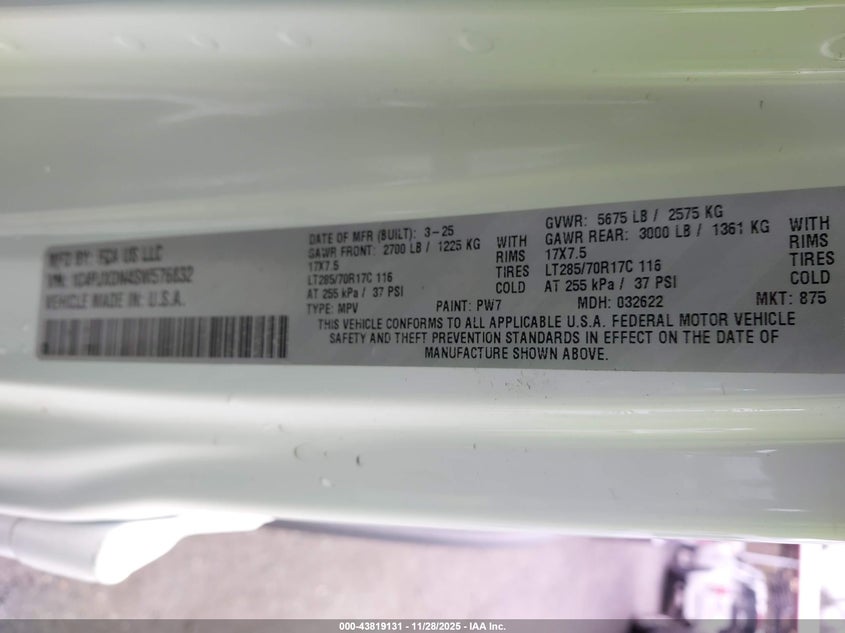 MFD BY: FCA US LLC
VIN: 1C4PJXDN4SW576832
VEHICLE MADE IN: U.S.A.
DATE OF MFR (BUILT): 3-25
GAWR FRONT: 2700 LB / 1225 KG WITH
17X7.5 RIMS
LT285/70R17C 116 TIRES
AT 255 kPa / 37 PSI COLD
GVWR: 5675 LB / 2575 KG
GAWR REAR: 3000 LB / 1361 KG WITH
17X7.5 RIMS
LT285/70R17C 116 TIRES
AT 255 kPa / 37 PSI COLD
TYPE: MPV PAINT: PW7 MDH: 032622 MKT: 875
THIS VEHICLE CONFORMS TO ALL APPLICABLE U.S.A. FEDERAL MOTOR VEHICLE
SAFETY AND THEFT PREVENTION STANDARDS IN EFFECT ON THE DATE OF
MANUFACTURE SHOWN ABOVE.
000-43819131 - 11/28/2025 - IAA Inc.